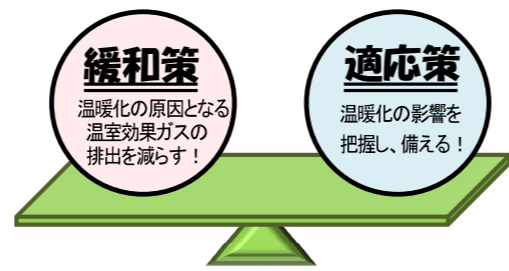 緩和策
温暖化の原因となる
温室効果ガスの
排出を減らす！
適応策
温暖化の影響を
把握し、備える！